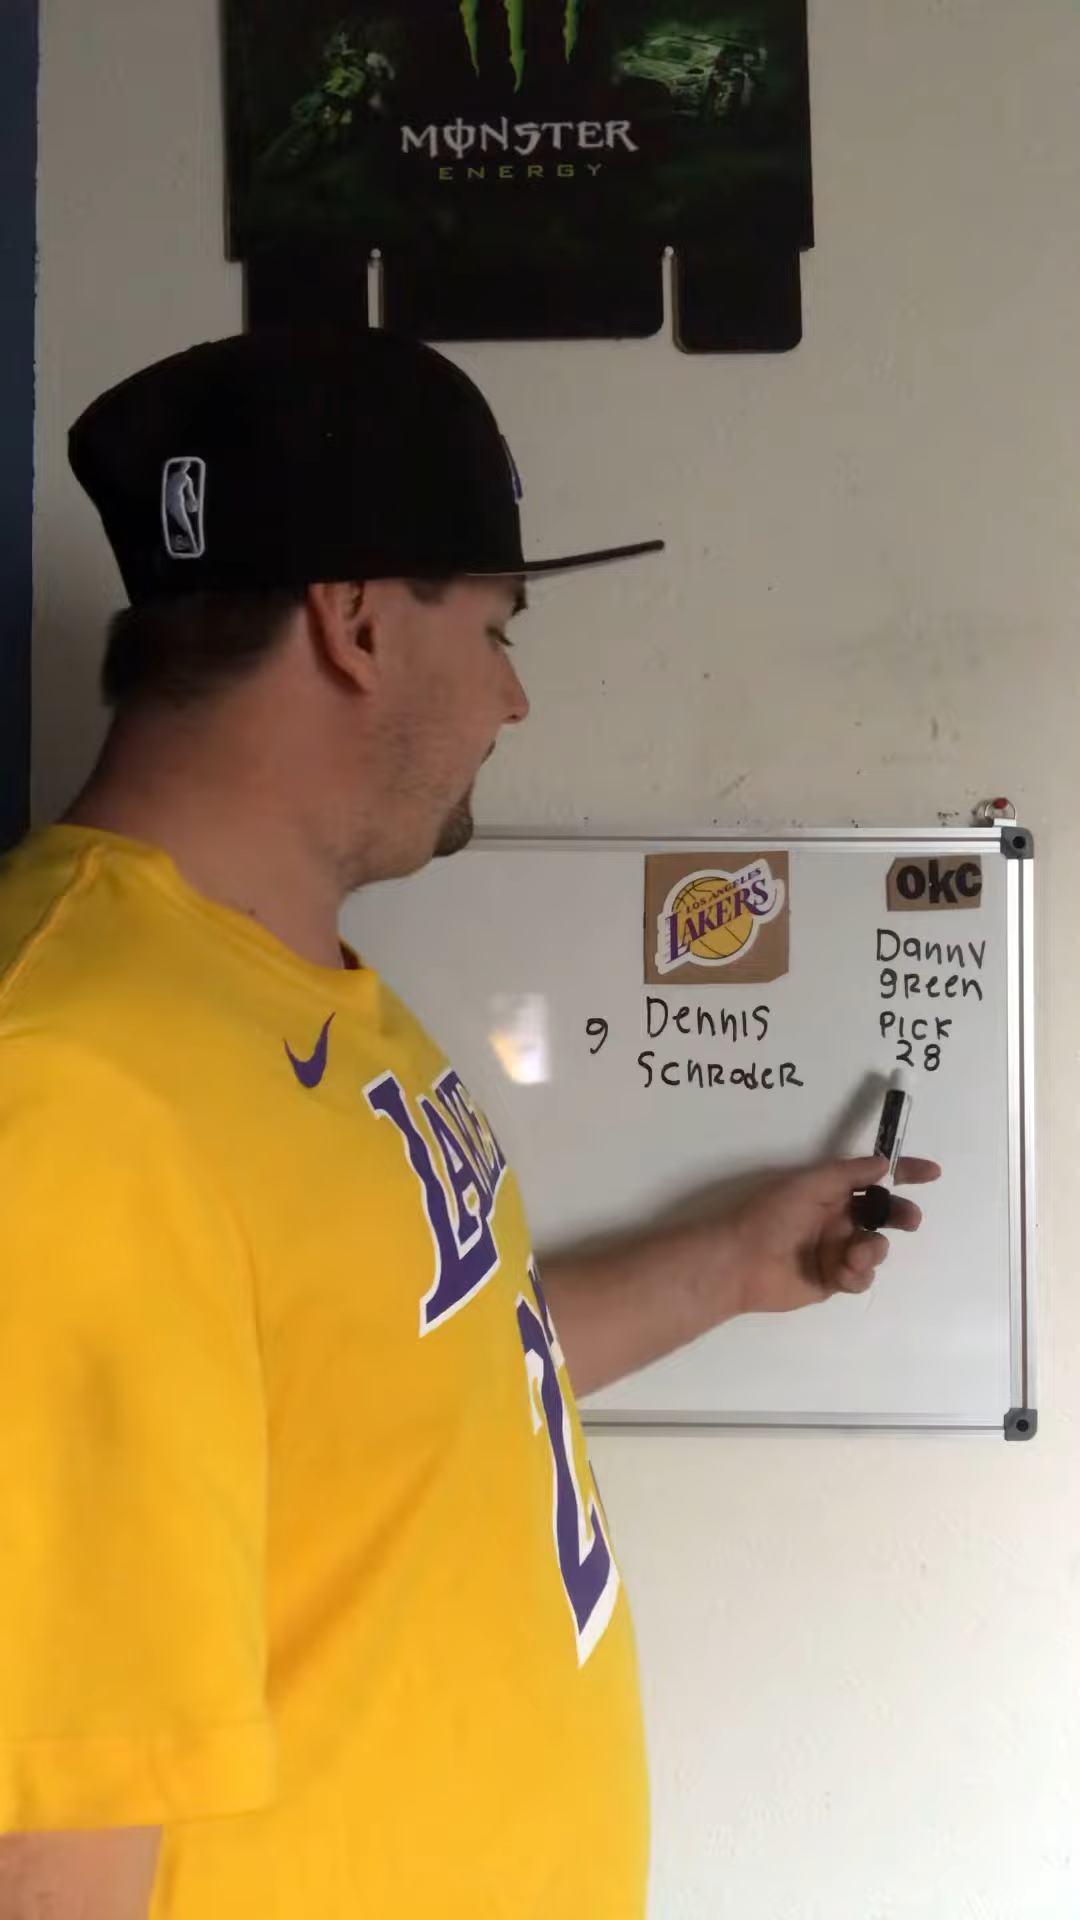 MONSTER
ENERGY
LOS ANGELES
LAKERS
okc
Danny
green
Pick
28
9
Dennis
Schroder